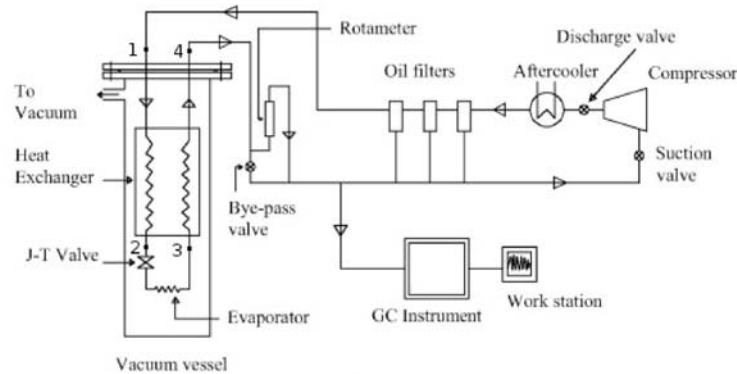 1
4
Rotameter
Discharge valve
Oil filters
Aftercooler
Compressor
To
Vacuum
Heat
Exchanger
Suction
valve
Bye-pass
valve
2
3
J-T Valve
Evaporator
GC Instrument
Work station
Vacuum vessel